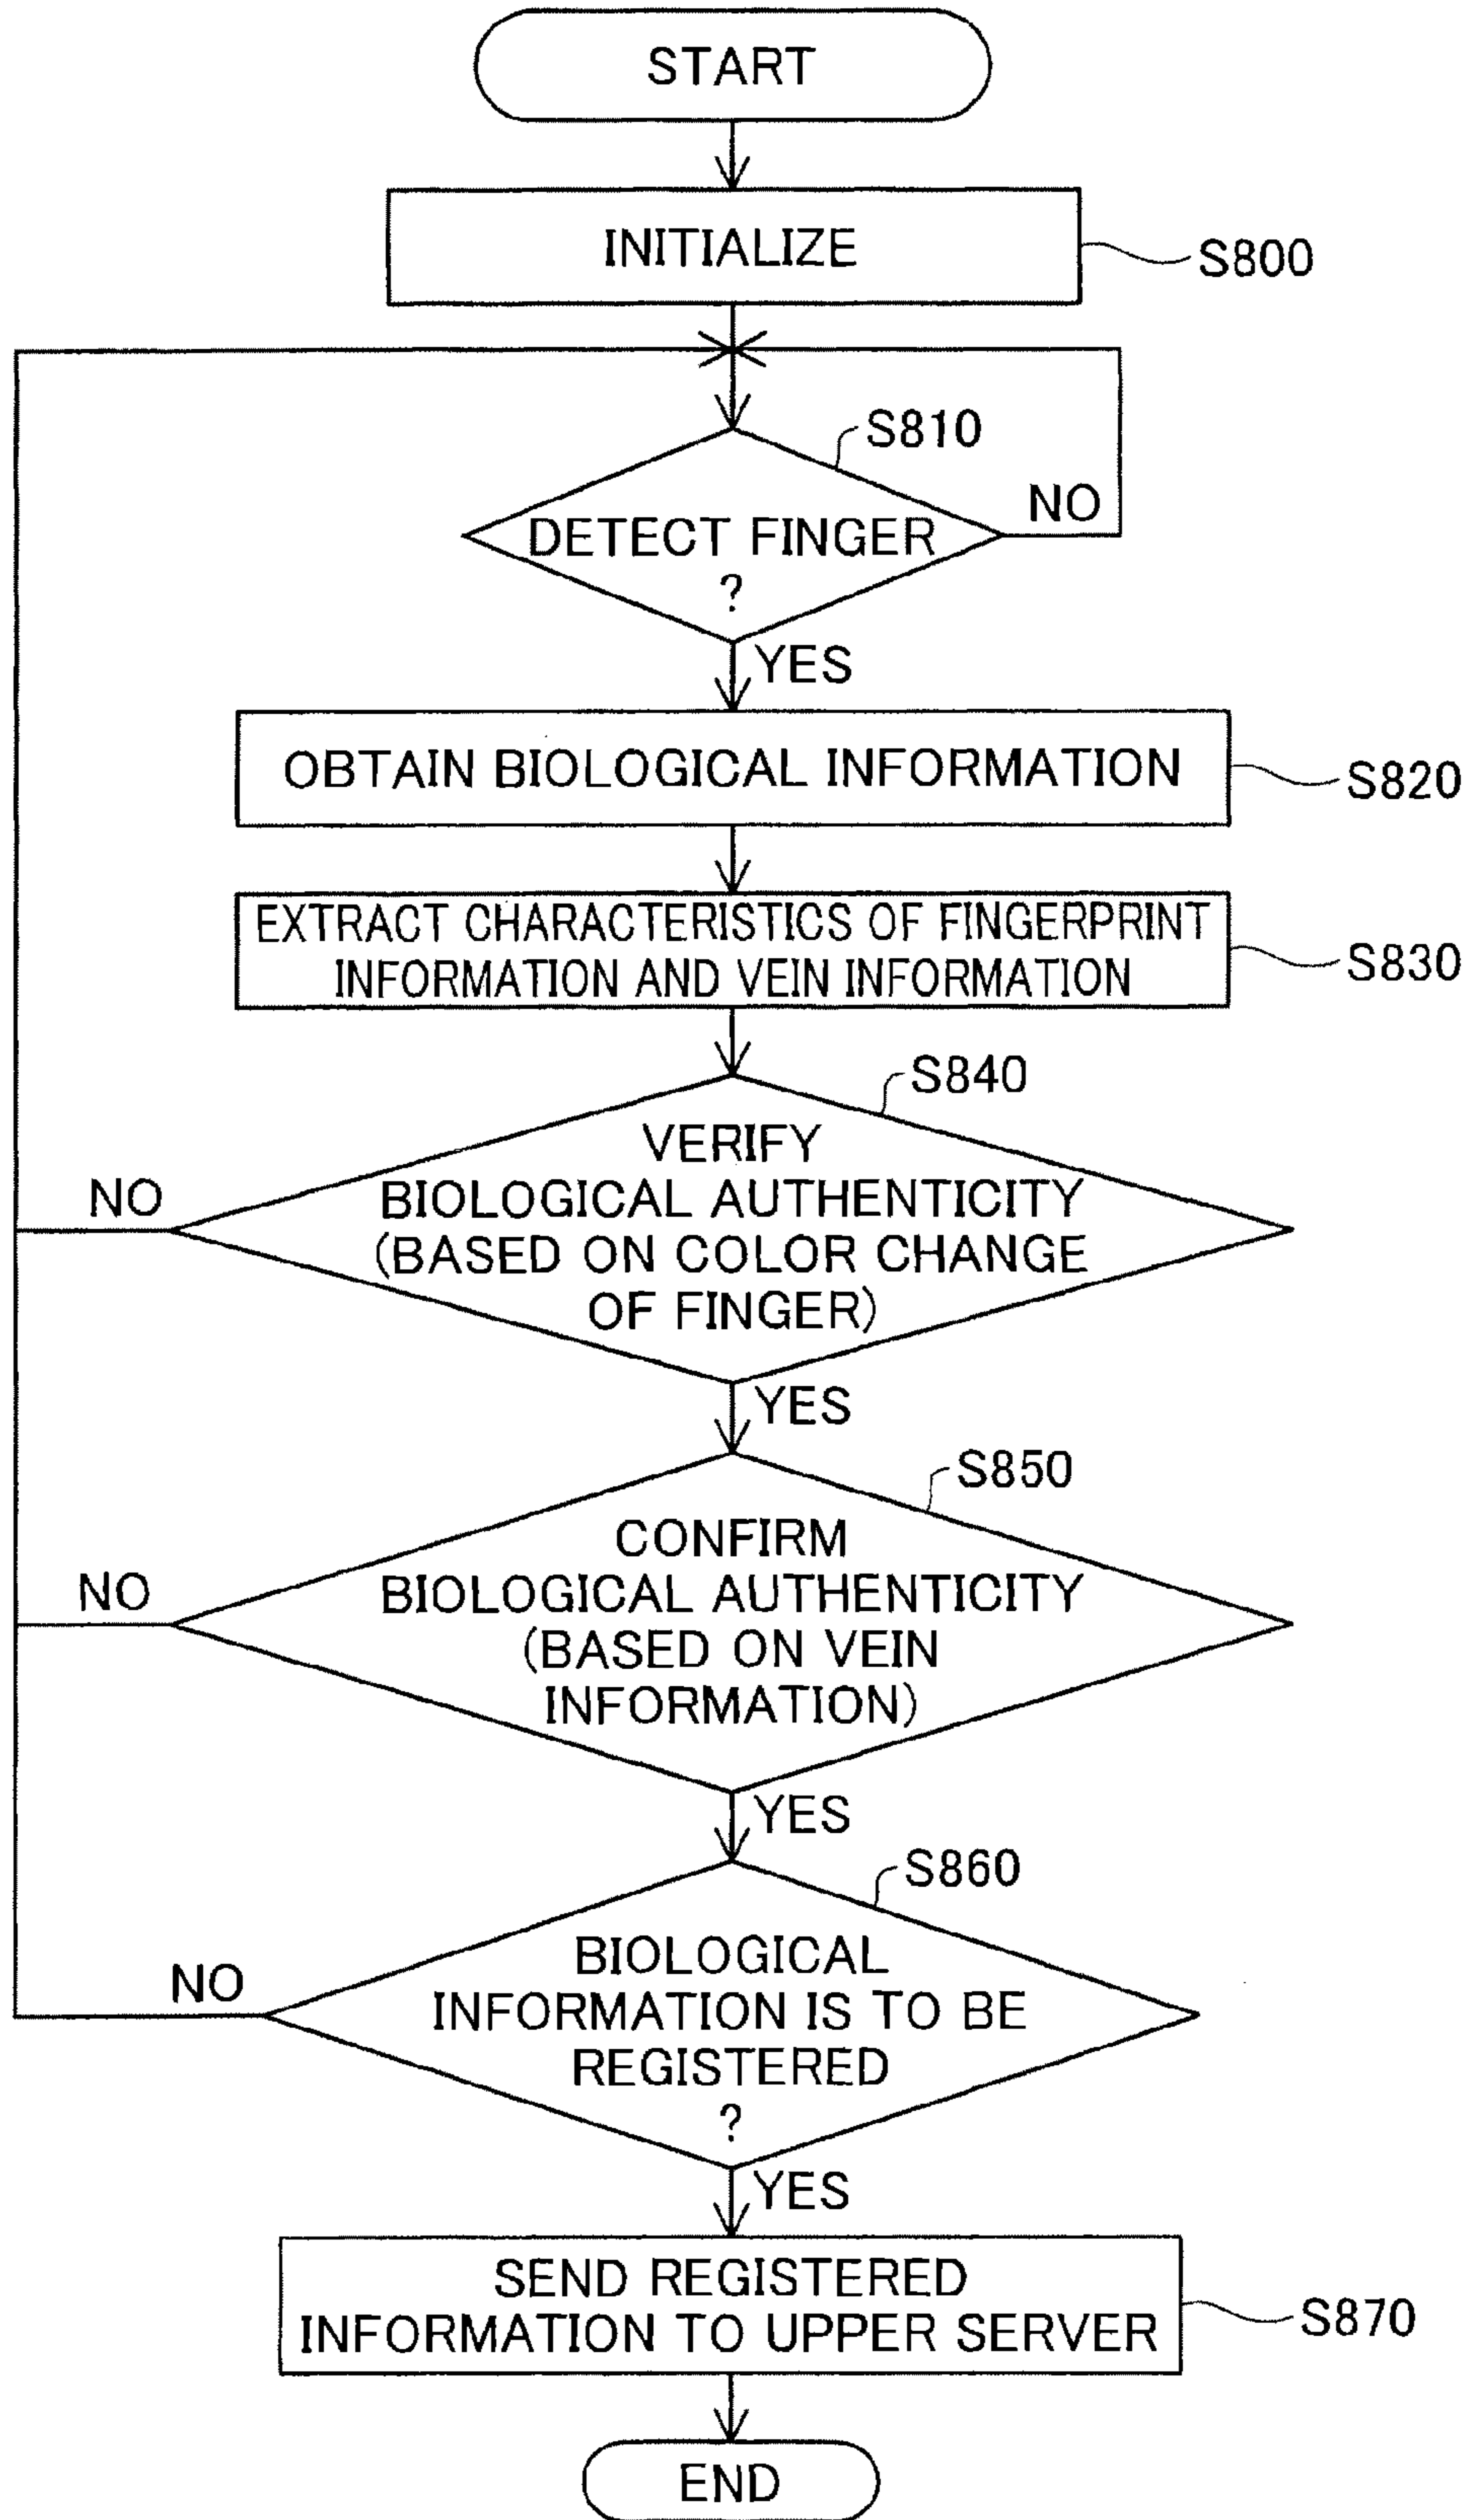 START
INITIALIZE
S800
S810
NO
DETECT FINGER
?
YES
OBTAIN BIOLOGICAL INFORMATION
S820
EXTRACT CHARACTERISTICS OF FINGERPRINT
INFORMATION AND VEIN INFORMATION
S830
S840
VERIFY
NO
BIOLOGICAL AUTHENTICITY
(BASED ON COLOR CHANGE
OF FINGER)
YES
S850
CONFIRM
NO
BIOLOGICAL AUTHENTICITY
(BASED ON VEIN
INFORMATION)
YES
S860
BIOLOGICAL
NO
INFORMATION IS TO BE
REGISTERED
?
YES
SEND REGISTERED
INFORMATION TO UPPER SERVER
S870
END